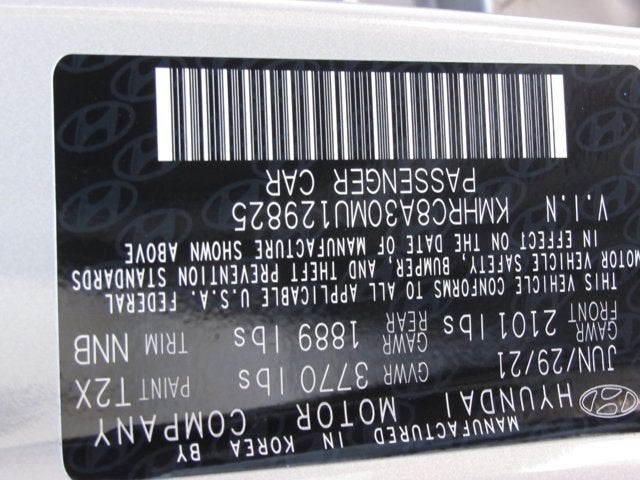 MANUFACTURED IN KOREA BY
HYUNDAI MOTOR COMPANY
JUN/29/21 GVWR 3770 lbs PAINT T2X
GAWR FRONT 2101 lbs GAWR REAR 1889 lbs TRIM NNB
THIS VEHICLE CONFORMS TO ALL APPLICABLE U.S.A. FEDERAL
MOTOR VEHICLE SAFETY, BUMPER, AND THEFT PREVENTION STANDARDS
IN EFFECT ON THE DATE OF MANUFACTURE SHOWN ABOVE
V.I.N KMHRC8A30MU129825
PASSENGER CAR